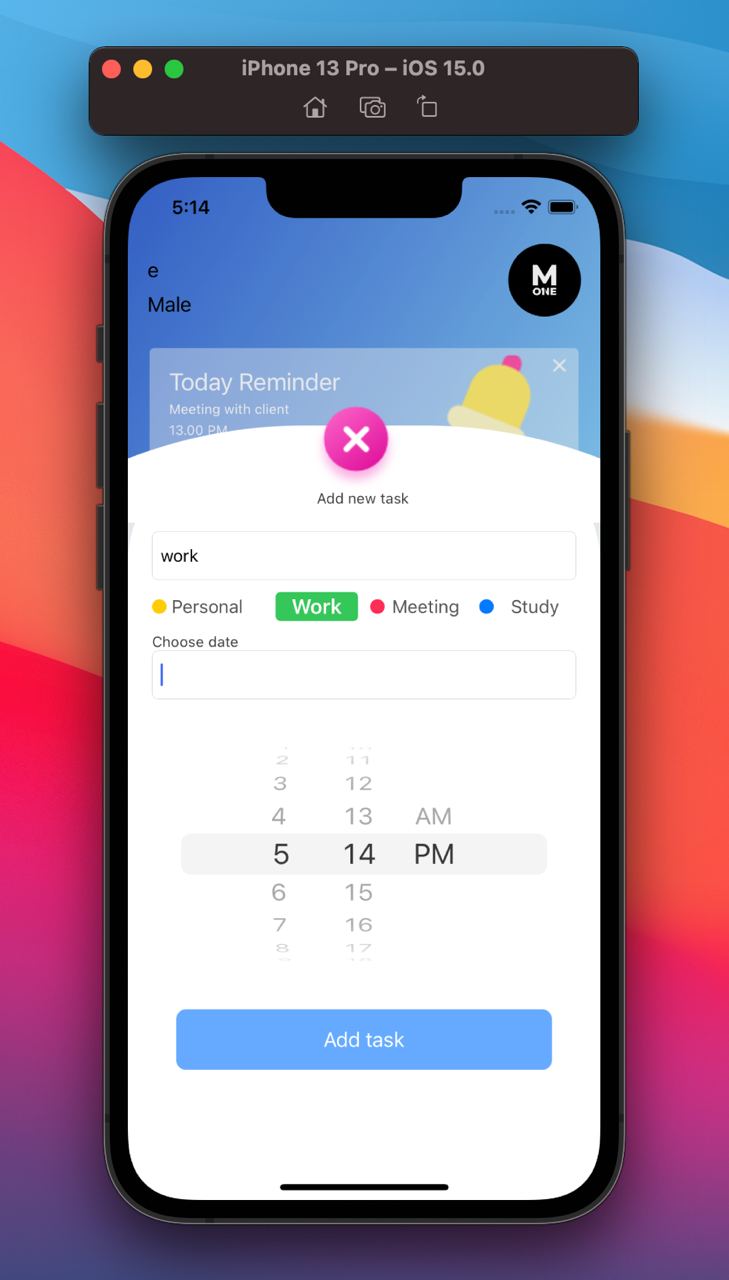 iPhone 13 Pro – iOS 15.0
5:14
e
Male
M
ONE
Today Reminder
Meeting with client
13.00 PM
Add new task
work
Personal Work Meeting Study
Choose date
2 11
3 12
4 13 AM
5 14 PM
6 15
7 16
8 17
Add task